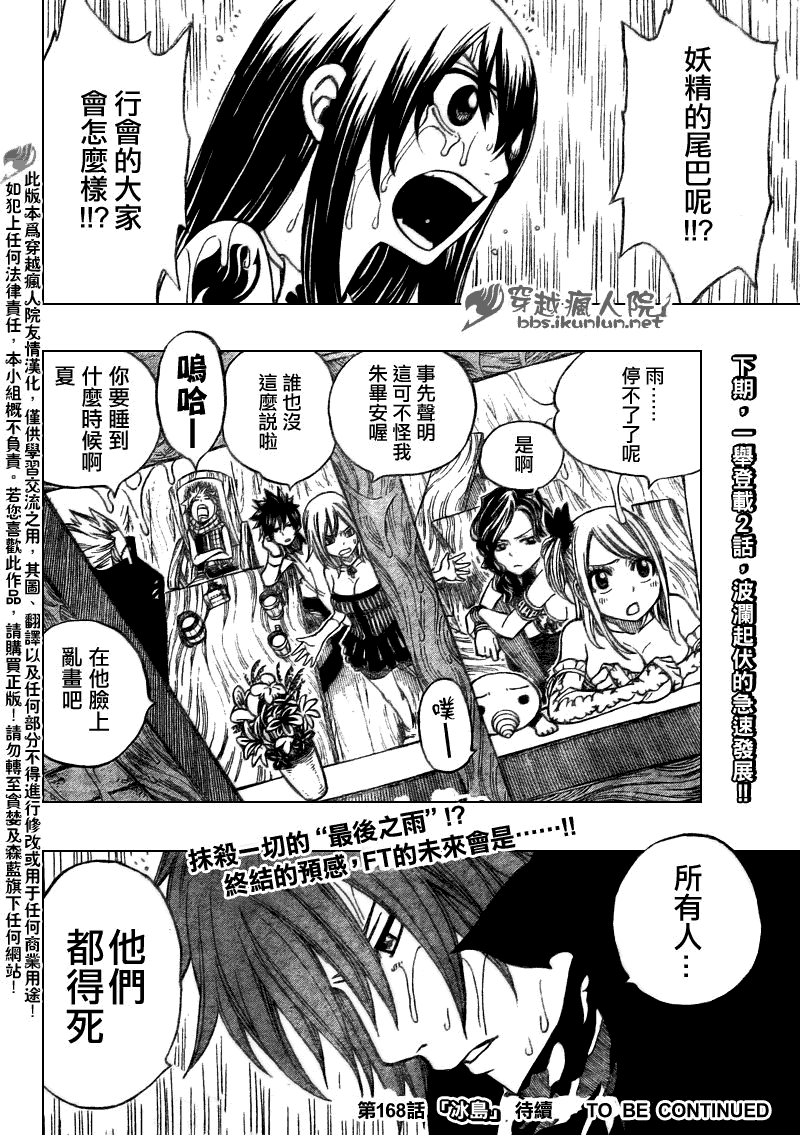 妖精的尾巴呢!!?
行會的大家
會怎麼樣!!?
穿越瘋人院
bbs.ikunlun.net
雨……
停不了了呢
是啊
事先聲明
這可不怪我
朱畢安喔
誰也沒
這麼説啦
嗚哈—
你要睡到
什麼時候啊
夏
在他臉上
亂畫吧
噗—
下期，一舉登載2話，波瀾起伏的急速發展!!
抹殺一切的“最後之雨”!?
終結的預感，FT的未來會是……!!
所有人…
他們
都得死
第168話 『冰島』 待續 TO BE CONTINUED
此版本爲穿越瘋人院友情漢化，僅供學習交流之用，其圖、翻譯以及任何部分不得進行修改或用于任何商業用途！
如犯上任何法律責任，本小組概不負責。若您喜歡此作品，請購買正版！請勿轉至貪婪及森藍旗下任何網站！